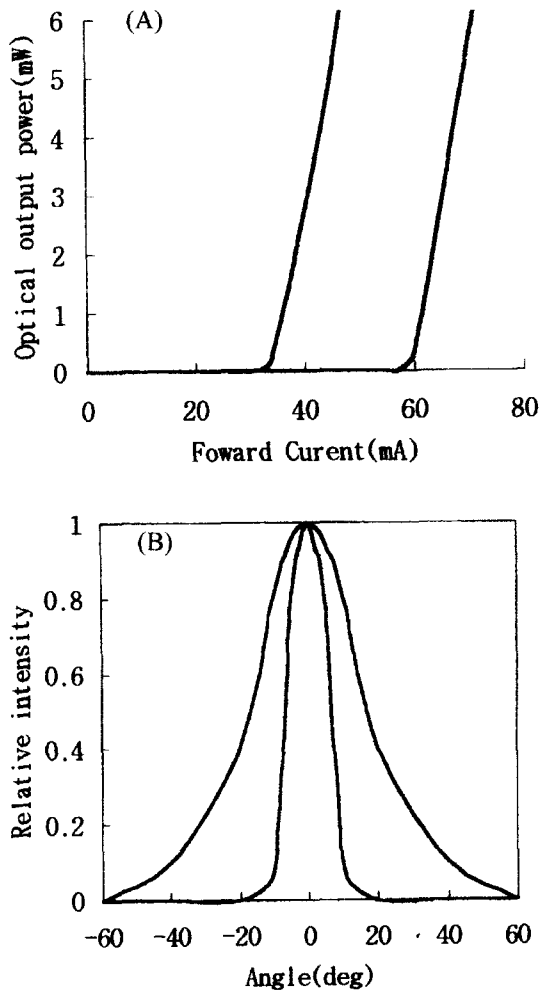 (A)
6
5
4
3
2
1
0
0 20 40 60 80
Optical output power(mW)
Foward Curent(mA)
(B)
1
0.8
0.6
0.4
0.2
0
-60 -40 -20 0 20 40 60
Relative intensity
Angle(deg)